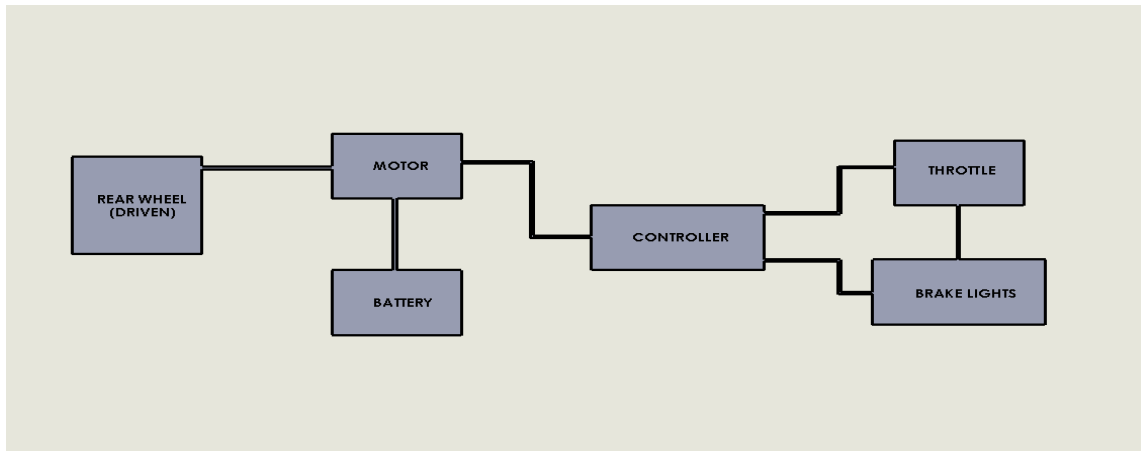 REAR WHEEL
(DRIVEN)
MOTOR
BATTERY
CONTROLLER
THROTTLE
BRAKE LIGHTS